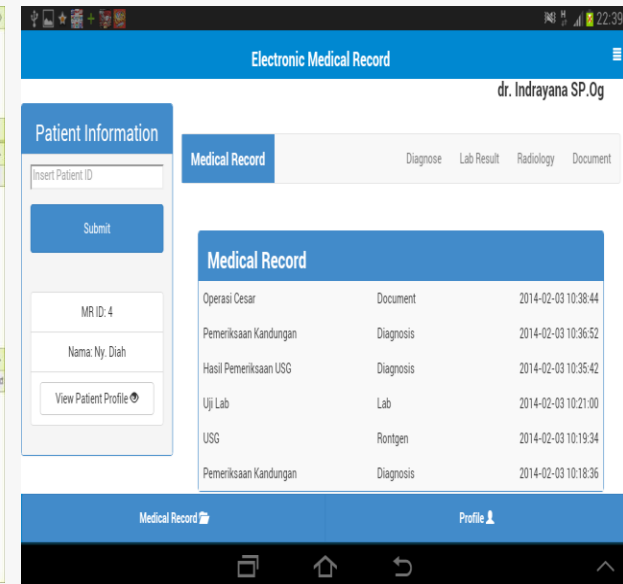 22:39
Electronic Medical Record
dr. Indrayana SP.Og
Patient Information
Insert Patient ID
Submit
MR ID: 4
Nama: Ny. Diah
View Patient Profile
Medical Record Diagnose Lab Result Radiology Document
Medical Record
Operasi Cesar Document 2014-02-03 10:38:44
Pemeriksaan Kandungan Diagnosis 2014-02-03 10:36:52
Hasil Pemeriksaan USG Diagnosis 2014-02-03 10:35:42
Uji Lab Lab 2014-02-03 10:21:00
USG Rontgen 2014-02-03 10:19:34
Pemeriksaan Kandungan Diagnosis 2014-02-03 10:18:36
Medical Record Profile